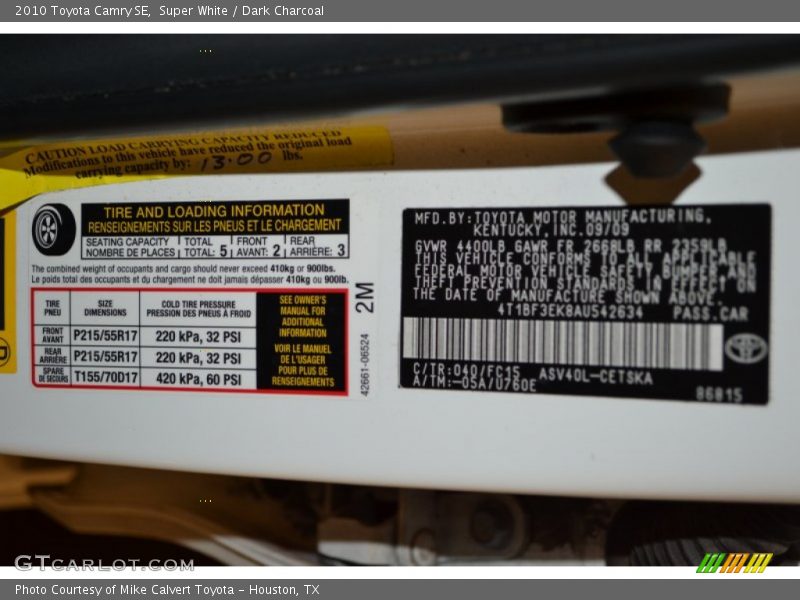 2010 Toyota Camry SE, Super White / Dark Charcoal
CAUTION LOAD CARRYING CAPACITY REDUCED
Modifications to this vehicle have reduced the original load
carrying capacity by: 13.00 lbs.
TIRE AND LOADING INFORMATION
RENSEIGNEMENTS SUR LES PNEUS ET LE CHARGEMENT
SEATING CAPACITY TOTAL FRONT REAR
NOMBRE DE PLACES TOTAL: 5 AVANT: 2 ARRIÈRE: 3
The combined weight of occupants and cargo should never exceed 410kg or 900lbs.
Le poids total des occupants et du chargement ne doit jamais dépasser 410kg ou 900lb.
TIRE PNEU
SIZE DIMENSIONS
COLD TIRE PRESSURE
PRESSION DES PNEUS À FROID
FRONT AVANT P215/55R17 220 kPa, 32 PSI
REAR ARRIÈRE P215/55R17 220 kPa, 32 PSI
SPARE DE SECOURS T155/70D17 420 kPa, 60 PSI
SEE OWNER'S
MANUAL FOR
ADDITIONAL
INFORMATION
VOIR LE MANUEL
DE L'USAGER
POUR PLUS DE
RENSEIGNEMENTS
2M
42661-06524
MFD.BY:TOYOTA MOTOR MANUFACTURING,
KENTUCKY, INC.09/09
GVWR 4400LB GAWR FR 2668LB RR 2359LB
THIS VEHICLE CONFORMS TO ALL APPLICABLE
FEDERAL MOTOR VEHICLE SAFETY,BUMPER,AND
THEFT PREVENTION STANDARDS IN EFFECT ON
THE DATE OF MANUFACTURE SHOWN ABOVE.
4T1BF3EK8AU542634 PASS.CAR
C/TR:040/FC15 ASV40L-CETSKA
A/TM:-05A/U760E
86815
GTCARLOT.COM
Photo Courtesy of Mike Calvert Toyota - Houston, TX